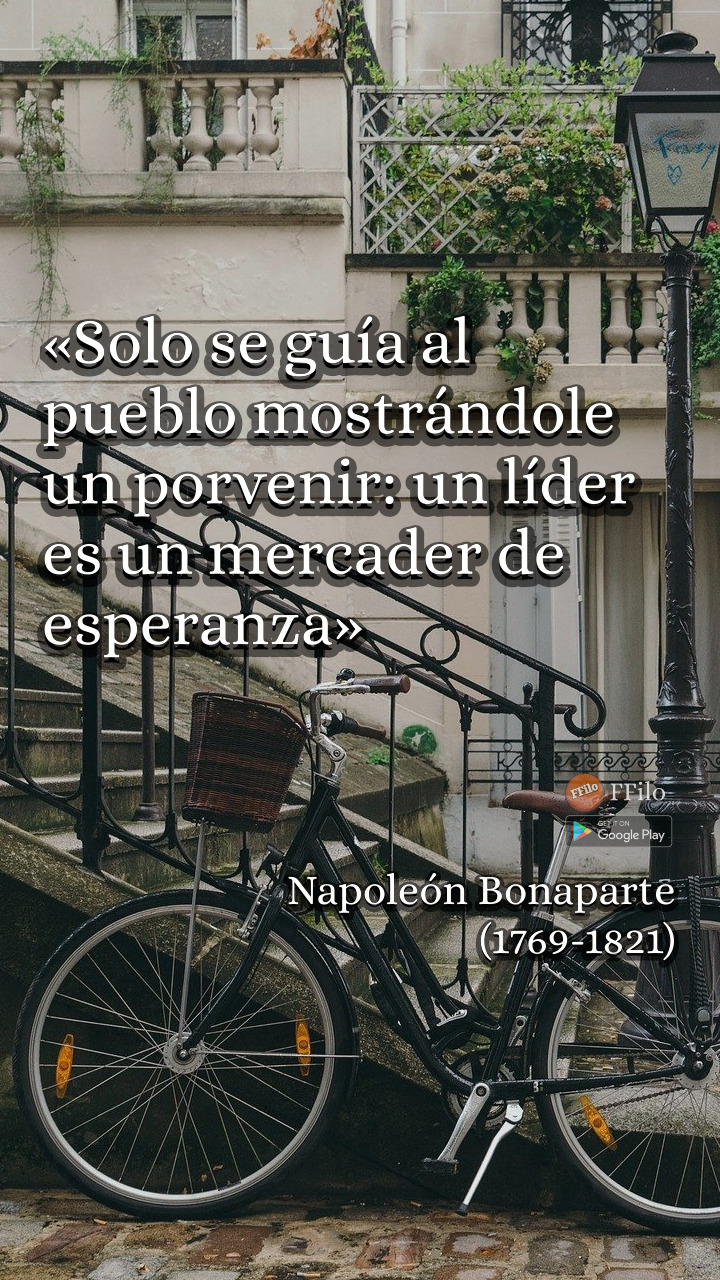 «Solo se guía al
pueblo mostrándole
un porvenir: un líder
es un mercader de
esperanza»
FFilo FFilo
GET IT ON
Google Play
Napoleón Bonaparte
(1769-1821)